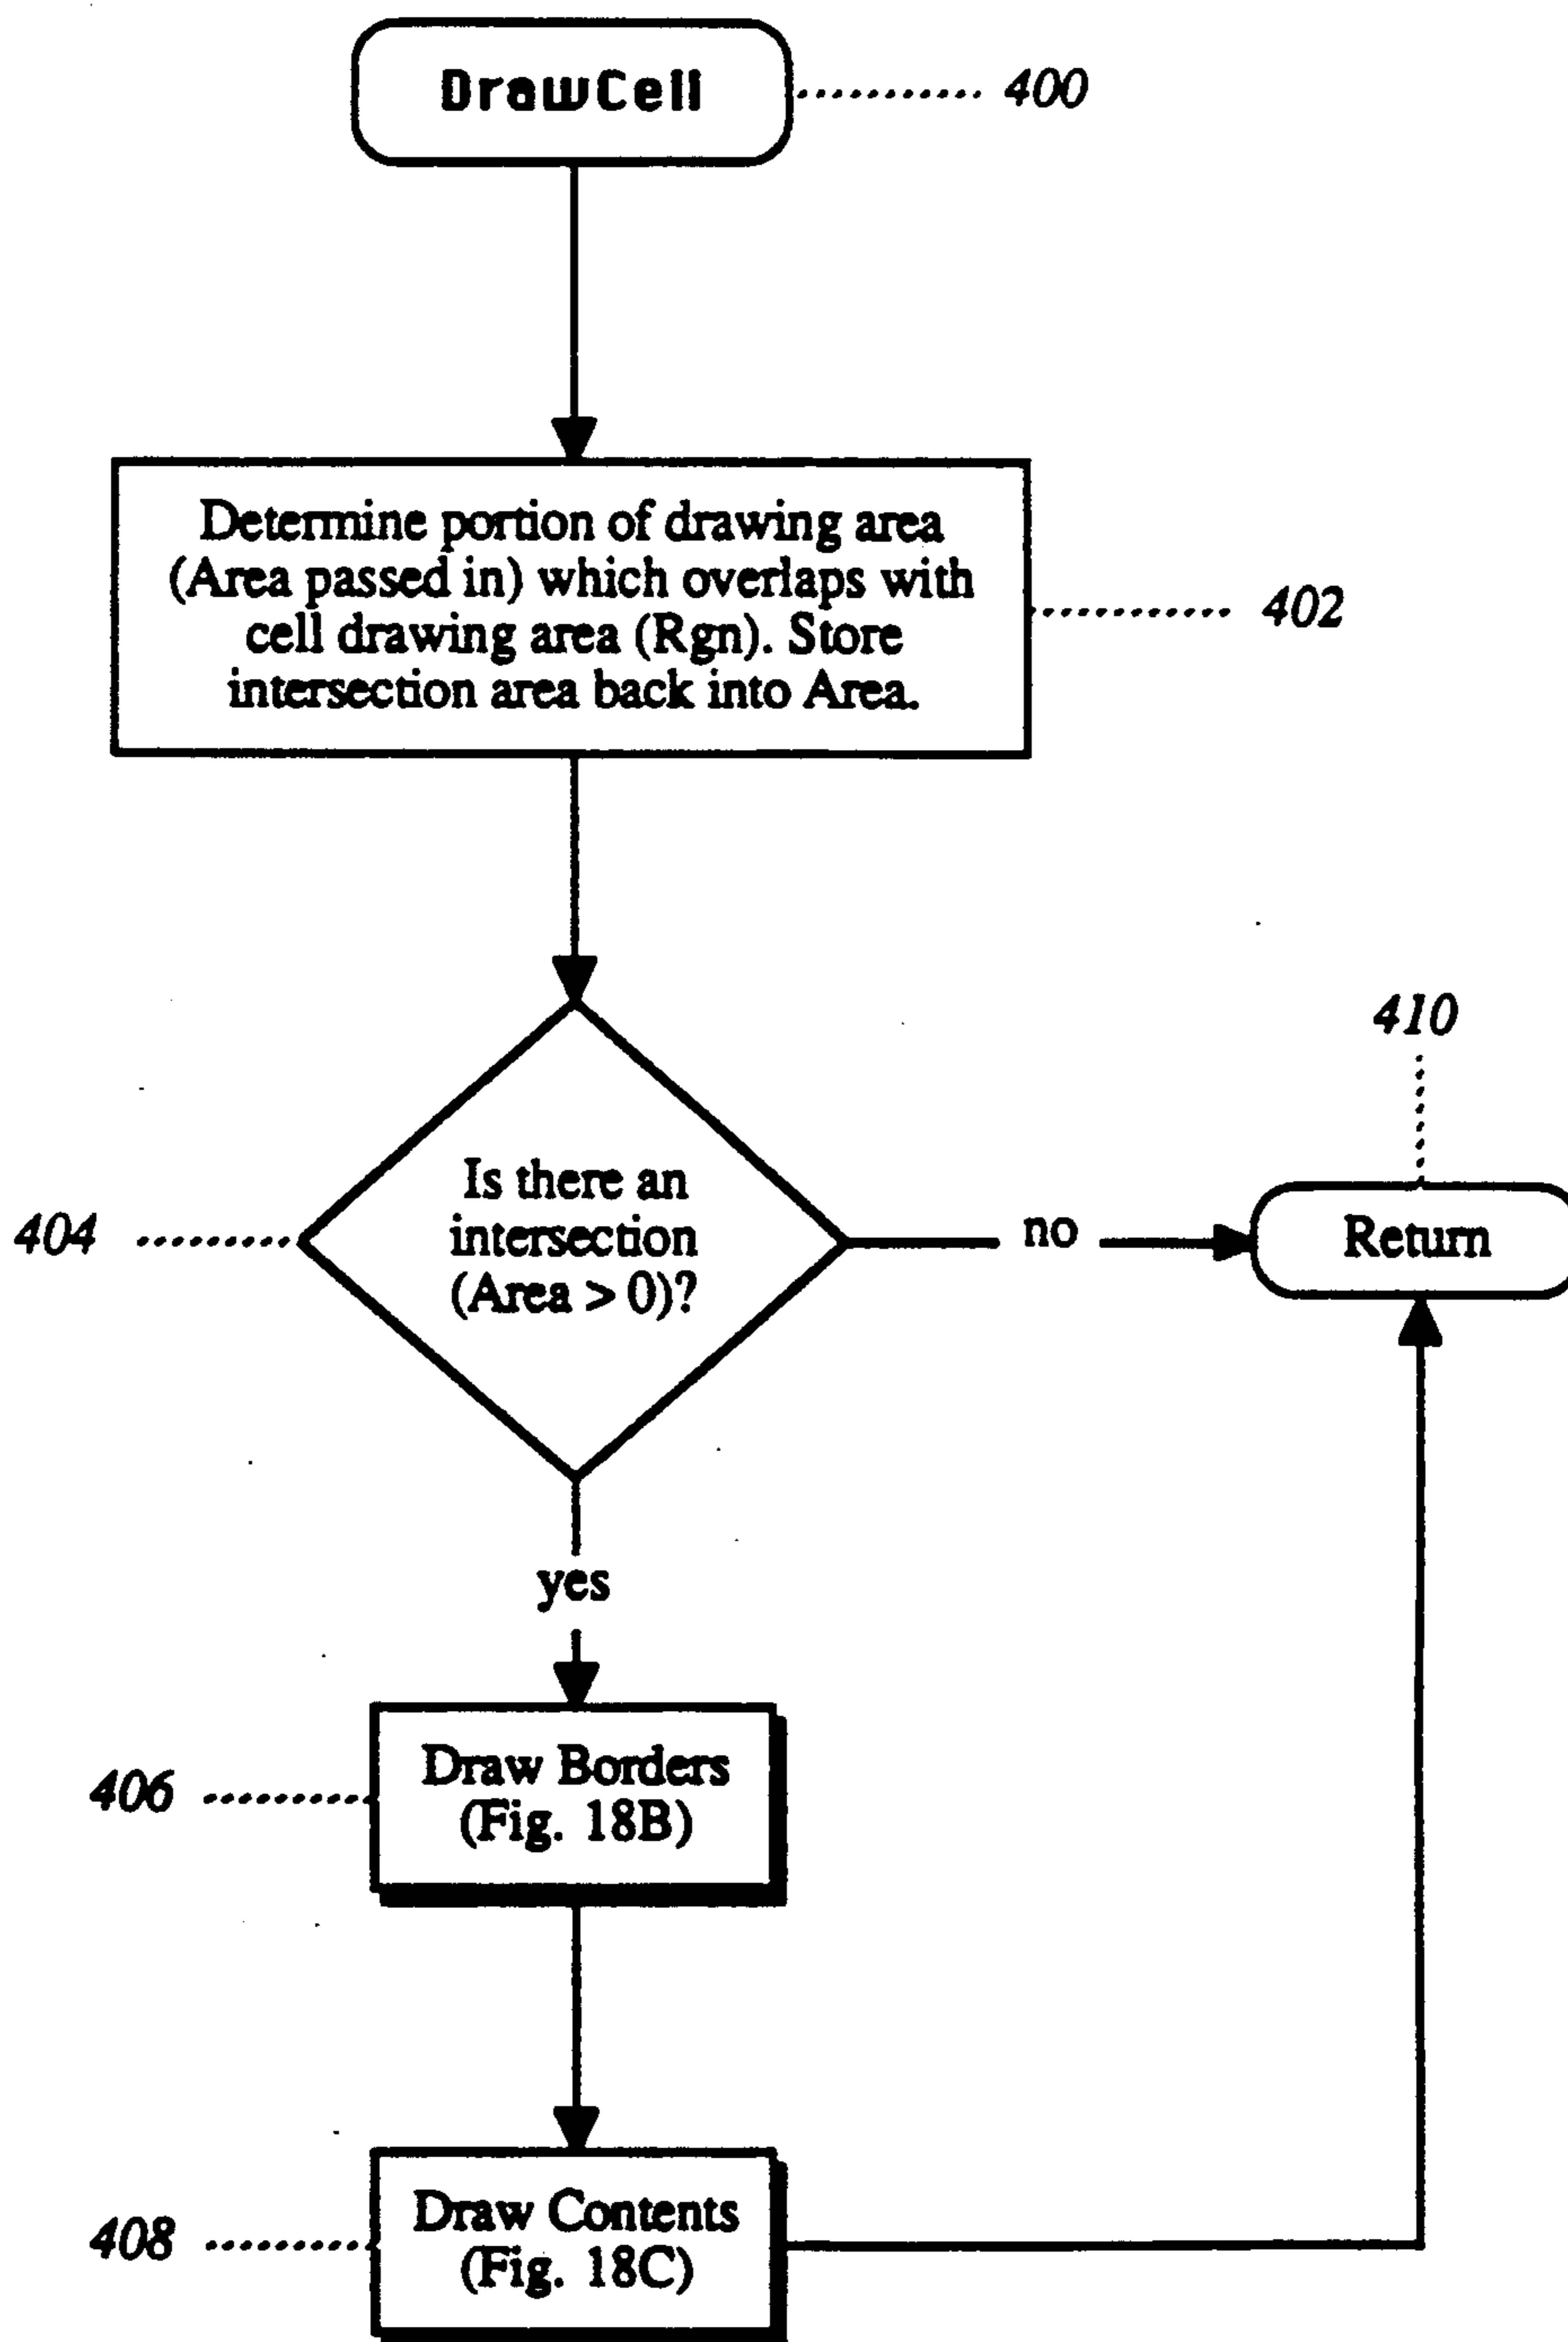 DrawCell
400
Determine portion of drawing area
(Area passed in) which overlaps with
cell drawing area (Rgn). Store
intersection area back into Area.
402
410
404
Is there an
intersection
(Area > 0)?
no
Return
yes
406
Draw Borders
(Fig. 18B)
408
Draw Contents
(Fig. 18C)